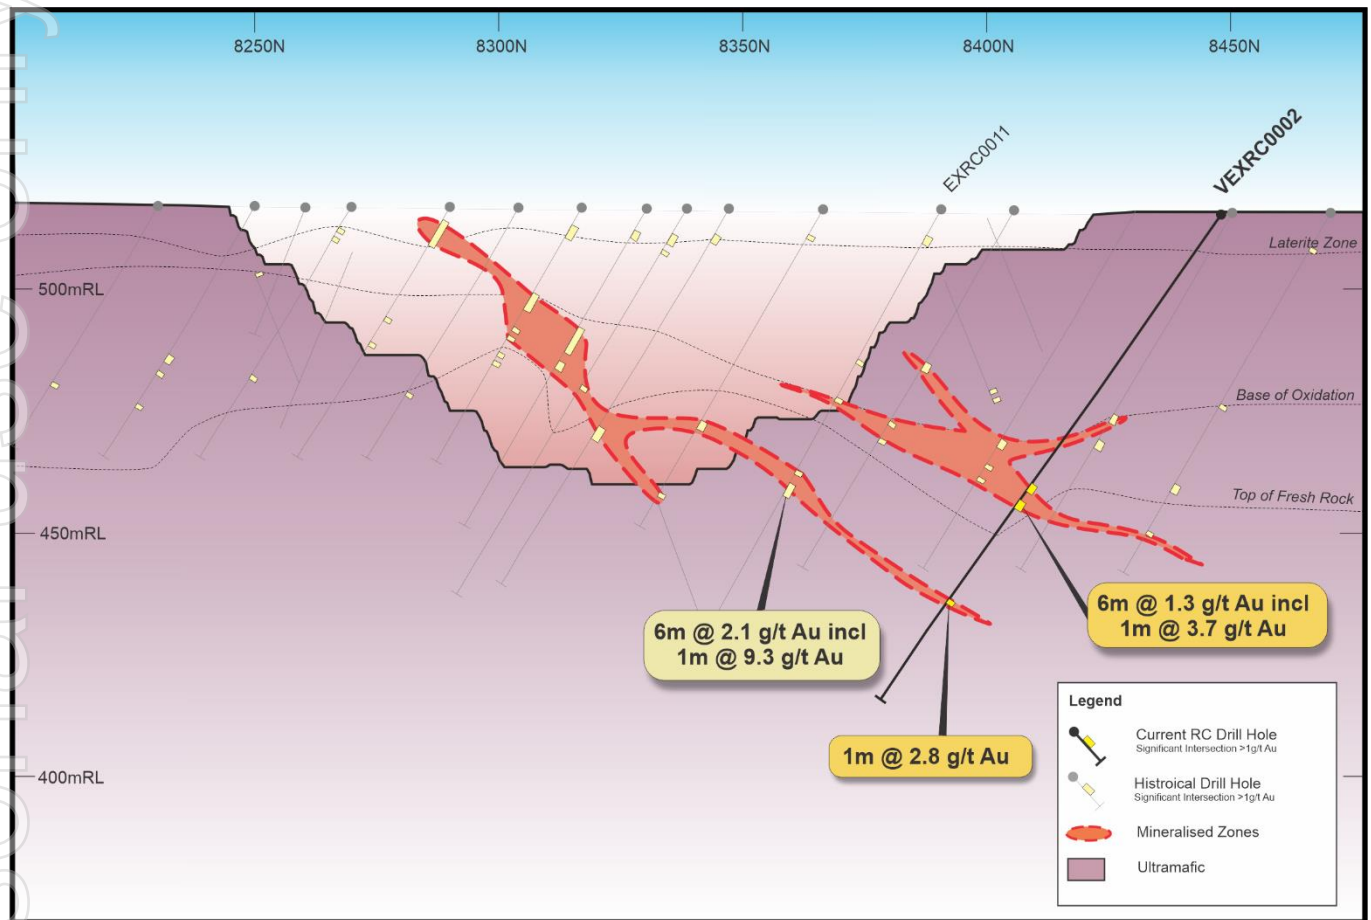 8250N
8300N
8350N
8400N
8450N
EXRC0011
VEXRC0002
Laterite Zone
500mRL
Base of Oxidation
Top of Fresh Rock
450mRL
6m @ 2.1 g/t Au incl
1m @ 9.3 g/t Au
6m @ 1.3 g/t Au incl
1m @ 3.7 g/t Au
1m @ 2.8 g/t Au
400mRL
Legend
Current RC Drill Hole
Significant Intersection >1g/t Au
Histroical Drill Hole
Significant Intersection >1g/t Au
Mineralised Zones
Ultramafic